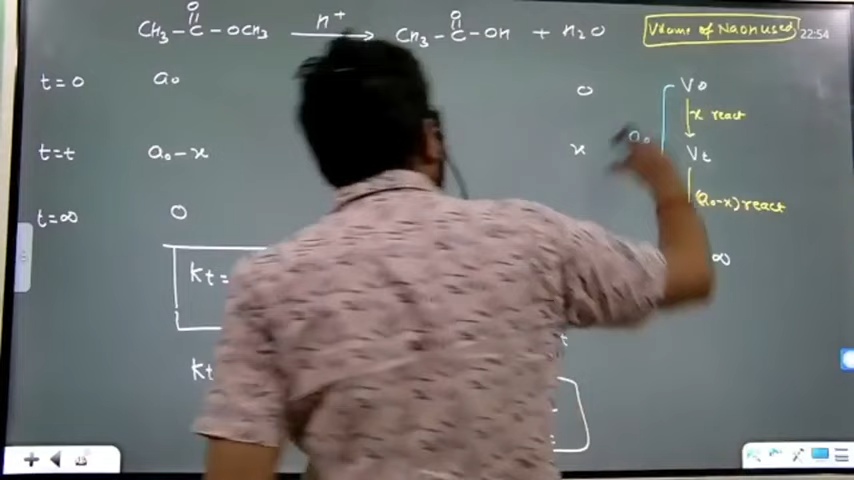 O O
CH₃-C-OCH₃ H⁺ CH₃-C-OH + H₂O Volume of NaOH used 22:54
t=0 a₀ 0 V₀
x react
t=t a₀-x x a₀ Vt
(a₀-x) react
t=∞ 0 ∞
Kt=
t
Kt